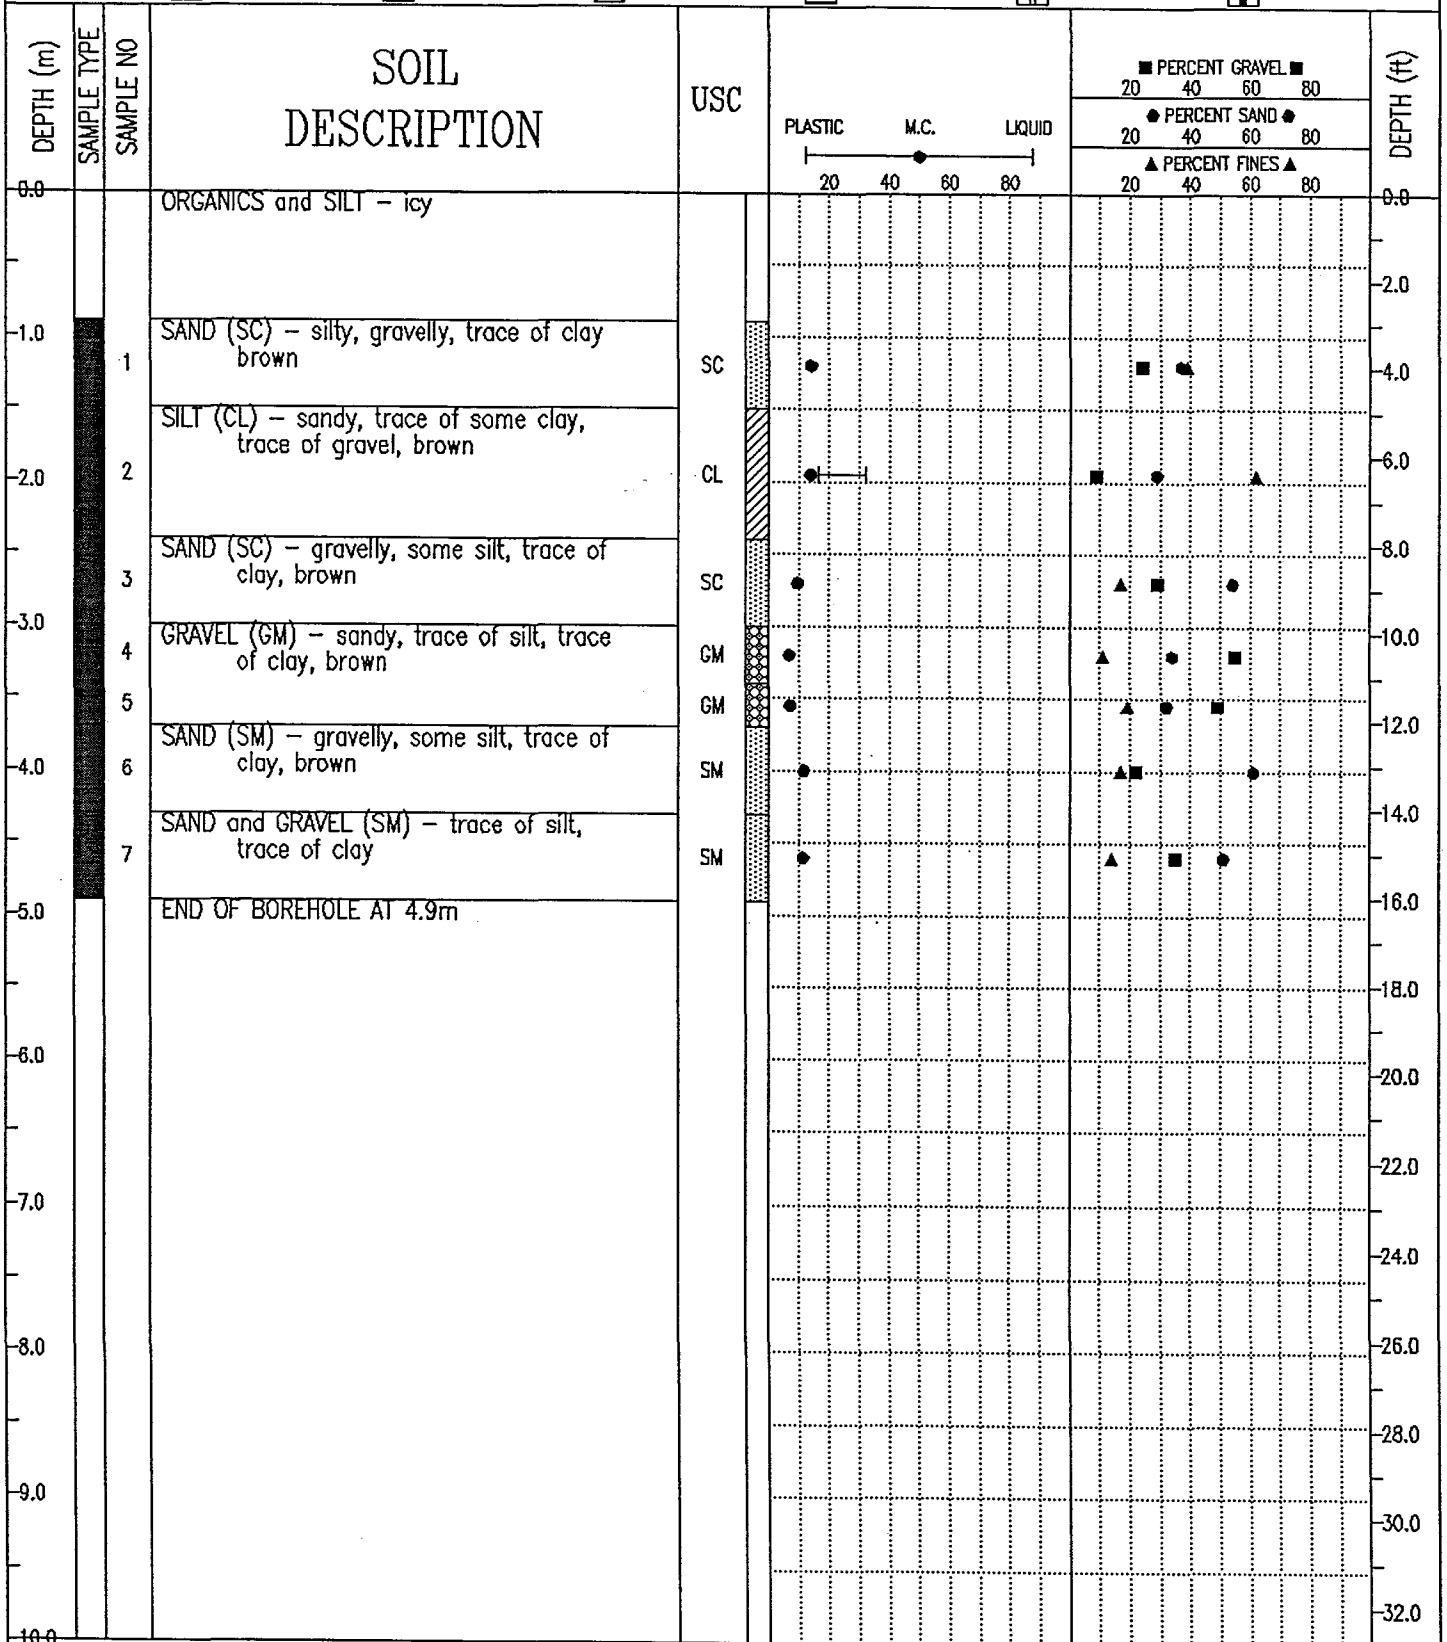 DEPTH (m)
SAMPLE TYPE
SAMPLE NO
SOIL
DESCRIPTION
USC
PLASTIC M.C. LIQUID
20 40 60 80
■ PERCENT GRAVEL ■
20 40 60 80
● PERCENT SAND ●
20 40 60 80
▲ PERCENT FINES ▲
20 40 60 80
DEPTH (ft)
0.0
ORGANICS and SILT – icy
0.0
2.0
1.0
SAND (SC) – silty, gravelly, trace of clay
brown
1
SC
4.0
SILT (CL) – sandy, trace of some clay,
trace of gravel, brown
2.0
2
CL
6.0
SAND (SC) – gravelly, some silt, trace of
clay, brown
3
SC
8.0
3.0
GRAVEL (GM) – sandy, trace of silt, trace
of clay, brown
4
GM
10.0
5
GM
12.0
SAND (SM) – gravelly, some silt, trace of
clay, brown
4.0
6
SM
14.0
SAND and GRAVEL (SM) – trace of silt,
trace of clay
7
SM
5.0
END OF BOREHOLE AT 4.9m
16.0
18.0
6.0
20.0
22.0
7.0
24.0
8.0
26.0
28.0
9.0
30.0
32.0
10.0